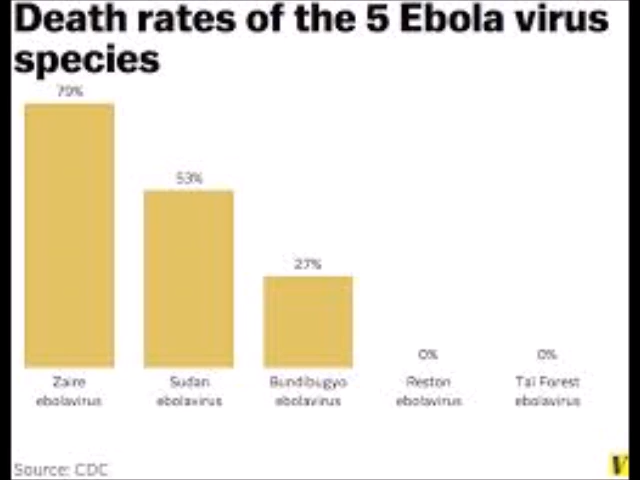 Death rates of the 5 Ebola virus
species
79%
53%
27%
0%
0%
Zaire
ebolavirus
Sudan
ebolavirus
Bundibugyo
ebolavirus
Reston
ebolavirus
Taï Forest
ebolavirus
Source: CDC
V